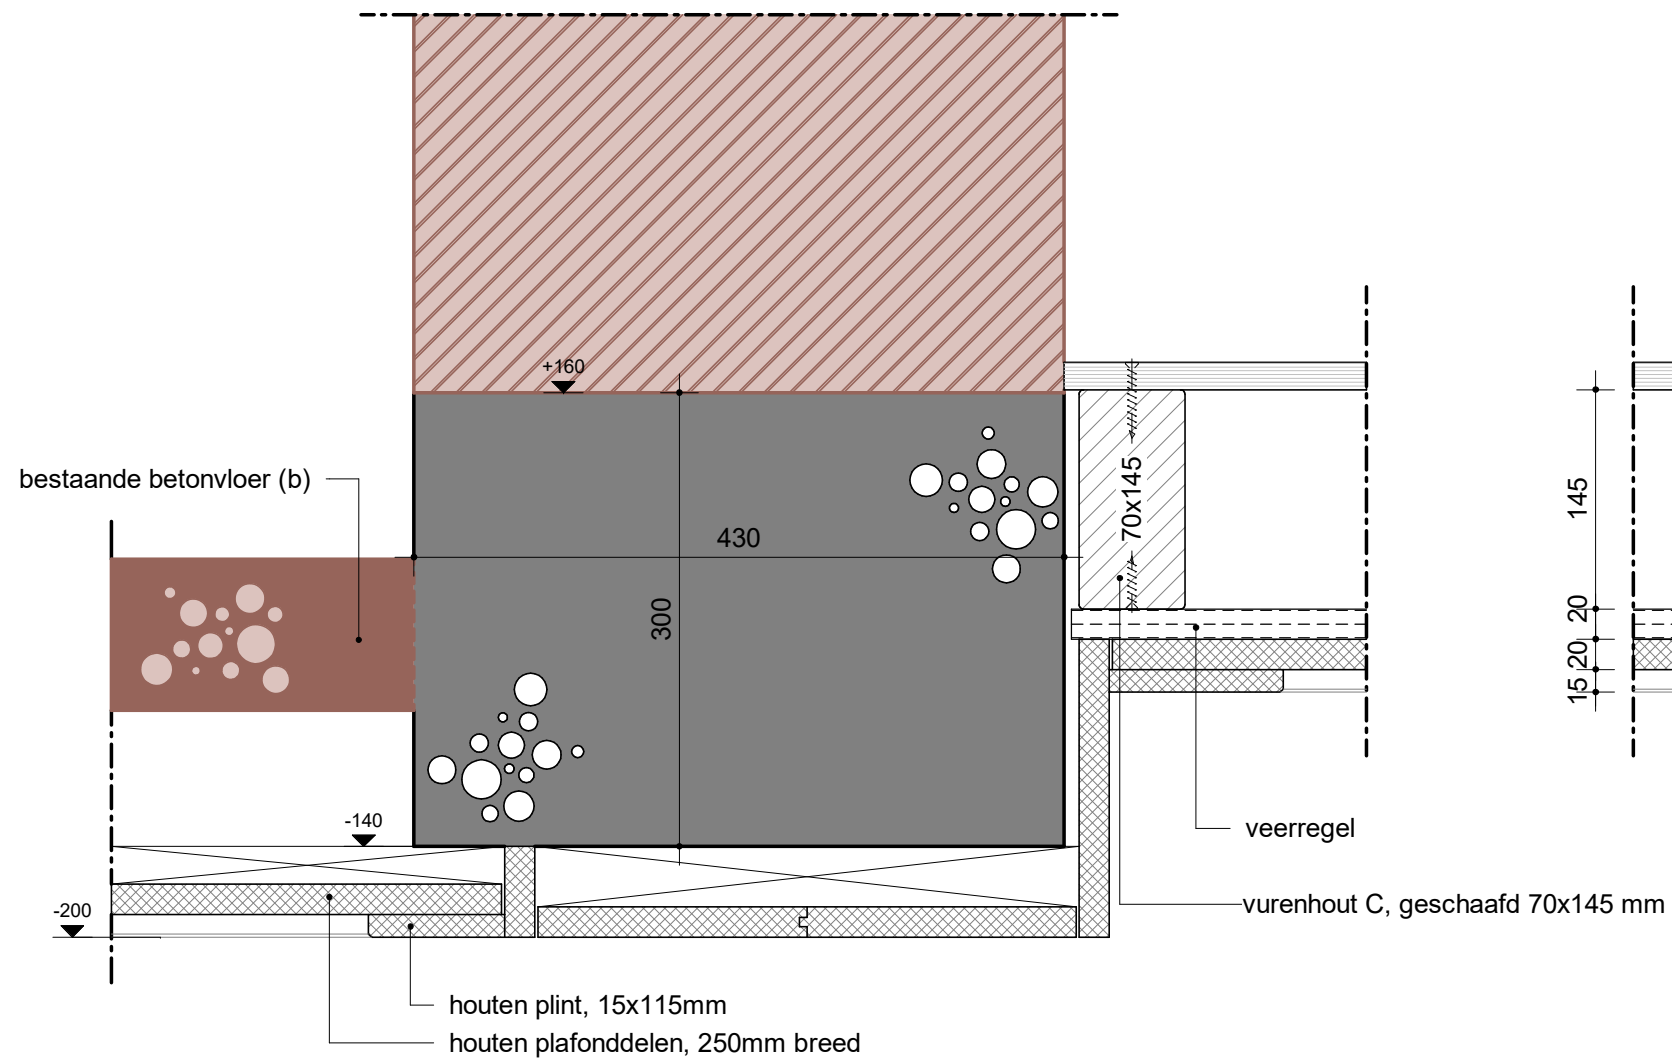 +160
bestaande betonvloer (b)
430
300
70x145
145
20
20
15
-140
-200
veerregel
vurenhout C, geschaafd 70x145 mm
houten plint, 15x115mm
houten plafonddelen, 250mm breed